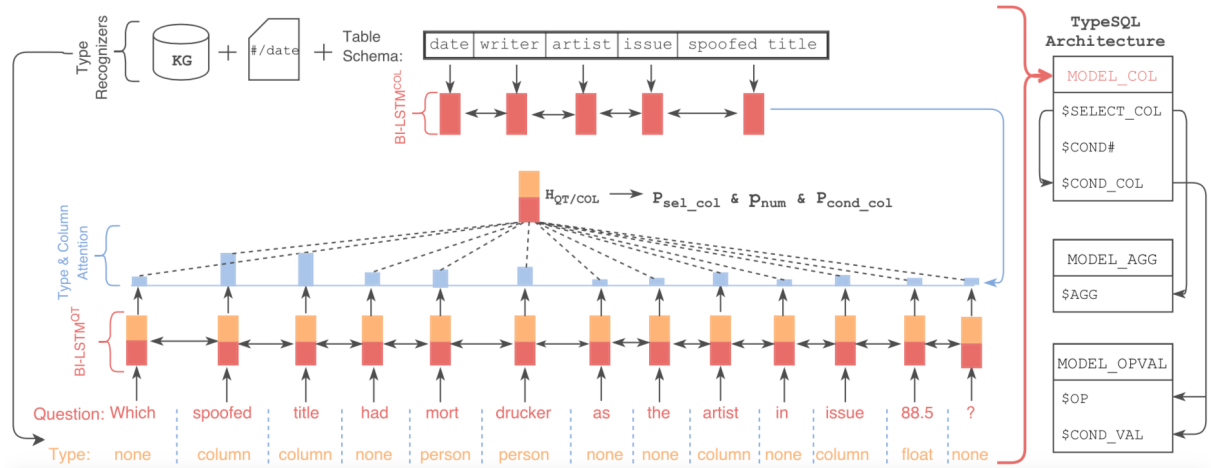 Type Recognizers
KG
+
#/date
+
Table Schema:
date writer artist issue spoofed title
BI-LSTM^COL
H_QT/COL
P_sel_col & p_num & P_cond_col
Type & Column Attention
BI-LSTM^QT
Question: Which spoofed title had mort drucker as the artist in issue 88.5 ?
Type: none column column none person person none none column none column float none
TypeSQL
Architecture
MODEL_COL
$SELECT_COL
$COND#
$COND_COL
MODEL_AGG
$AGG
MODEL_OPVAL
$OP
$COND_VAL